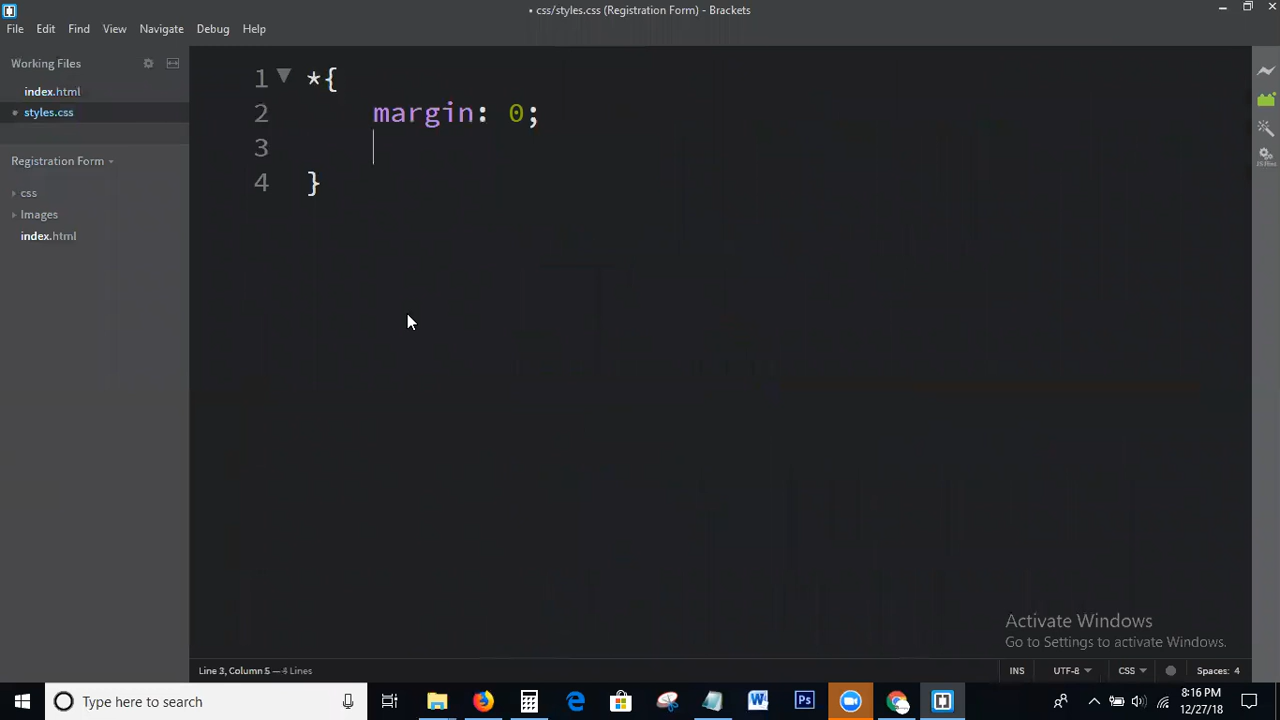 • css/styles.css (Registration Form) - Brackets
File Edit Find View Navigate Debug Help
Working Files
index.html
• styles.css
Registration Form
css
Images
index.html
1 *{
2 margin: 0;
3
4 }
Activate Windows
Go to Settings to activate Windows.
Line 3, Column 5 — 4 Lines
INS UTF-8 CSS Spaces: 4
Type here to search
8:16 PM
12/27/18